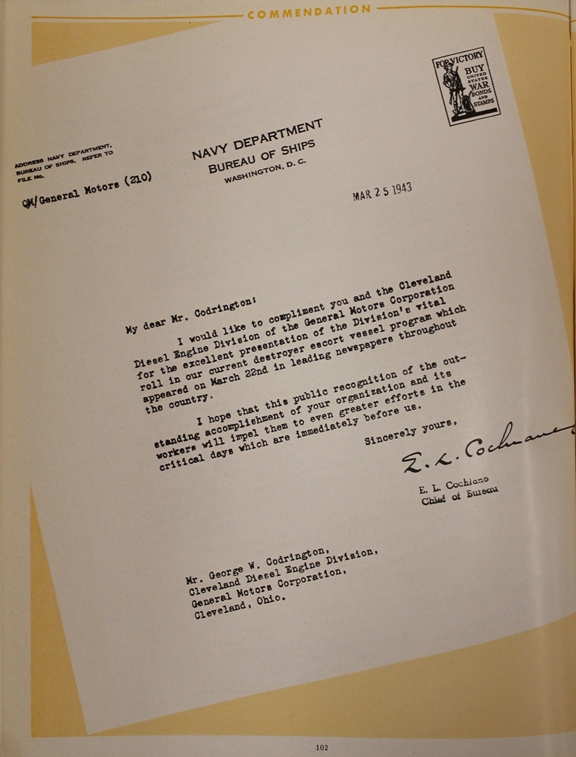 COMMENDATION
FOR VICTORY
BUY
UNITED
STATES
WAR
BONDS
AND
STAMPS
NAVY DEPARTMENT
BUREAU OF SHIPS
WASHINGTON, D. C.
ADDRESS NAVY DEPARTMENT,
BUREAU OF SHIPS. REFER TO
FILE No.
QM/General Motors (210)
MAR 25 1943
My dear Mr. Codrington:
I would like to compliment you and the Cleveland
Diesel Engine Division of the General Motors Corporation
for the excellent presentation of the Division's vital
roll in our current destroyer escort vessel program which
appeared on March 22nd in leading newspapers throughout
the country.
I hope that this public recognition of the out-
standing accomplishment of your organization and its
workers will impel them to even greater efforts in the
critical days which are immediately before us.
Sincerely yours,
E. L. Cochrane
E. L. Cochrane
Chief of Bureau
Mr. George W. Codrington,
Cleveland Diesel Engine Division,
General Motors Corporation,
Cleveland, Ohio.
102